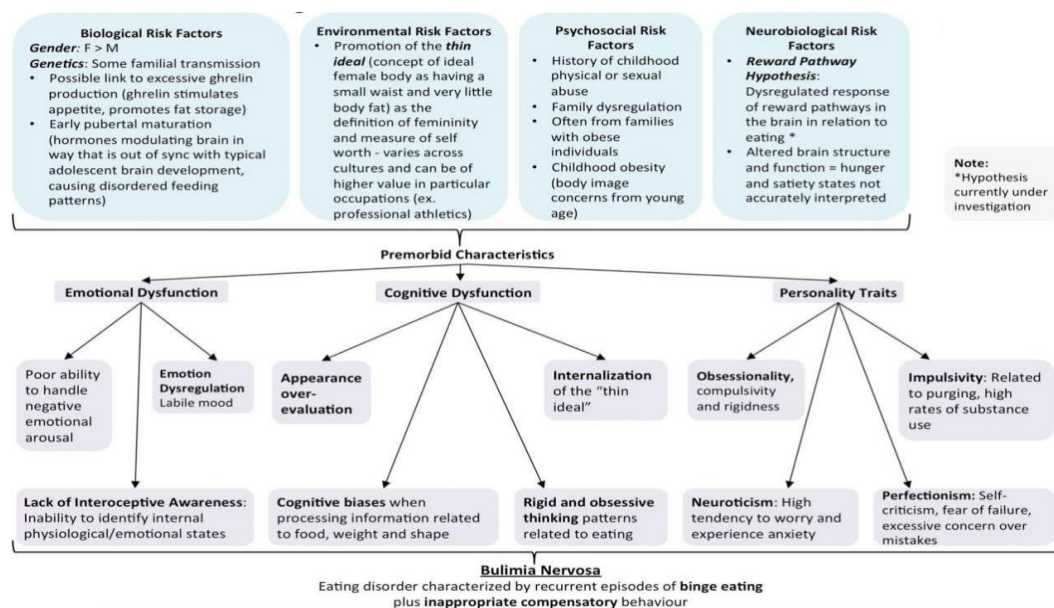 Biological Risk Factors
Gender: F > M
Genetics: Some familial transmission
• Possible link to excessive ghrelin
production (ghrelin stimulates
appetite, promotes fat storage)
• Early pubertal maturation
(hormones modulating brain in
way that is out of sync with typical
adolescent brain development,
causing disordered feeding
patterns)
Environmental Risk Factors
• Promotion of the thin
ideal (concept of ideal
female body as having a
small waist and very little
body fat) as the
definition of femininity
and measure of self
worth - varies across
cultures and can be of
higher value in particular
occupations (ex.
professional athletics)
Psychosocial Risk
Factors
• History of childhood
physical or sexual
abuse
• Family dysregulation
• Often from families
with obese
individuals
• Childhood obesity
(body image
concerns from young
age)
Neurobiological Risk
Factors
• Reward Pathway
Hypothesis:
Dysregulated response
of reward pathways in
the brain in relation to
eating *
• Altered brain structure
and function = hunger
and satiety states not
accurately interpreted
Note:
*Hypothesis
currently under
investigation
Premorbid Characteristics
Emotional Dysfunction
Cognitive Dysfunction
Personality Traits
Poor ability
to handle
negative
emotional
arousal
Emotion
Dysregulation
Labile mood
Appearance
over-
evaluation
Internalization
of the “thin
ideal”
Obsessionality,
compulsivity
and rigidness
Impulsivity: Related
to purging, high
rates of substance
use
Lack of Interoceptive Awareness:
Inability to identify internal
physiological/emotional states
Cognitive biases when
processing information related
to food, weight and shape
Rigid and obsessive
thinking patterns
related to eating
Neuroticism: High
tendency to worry and
experience anxiety
Perfectionism: Self-
criticism, fear of failure,
excessive concern over
mistakes
Bulimia Nervosa
Eating disorder characterized by recurrent episodes of binge eating
plus inappropriate compensatory behaviour